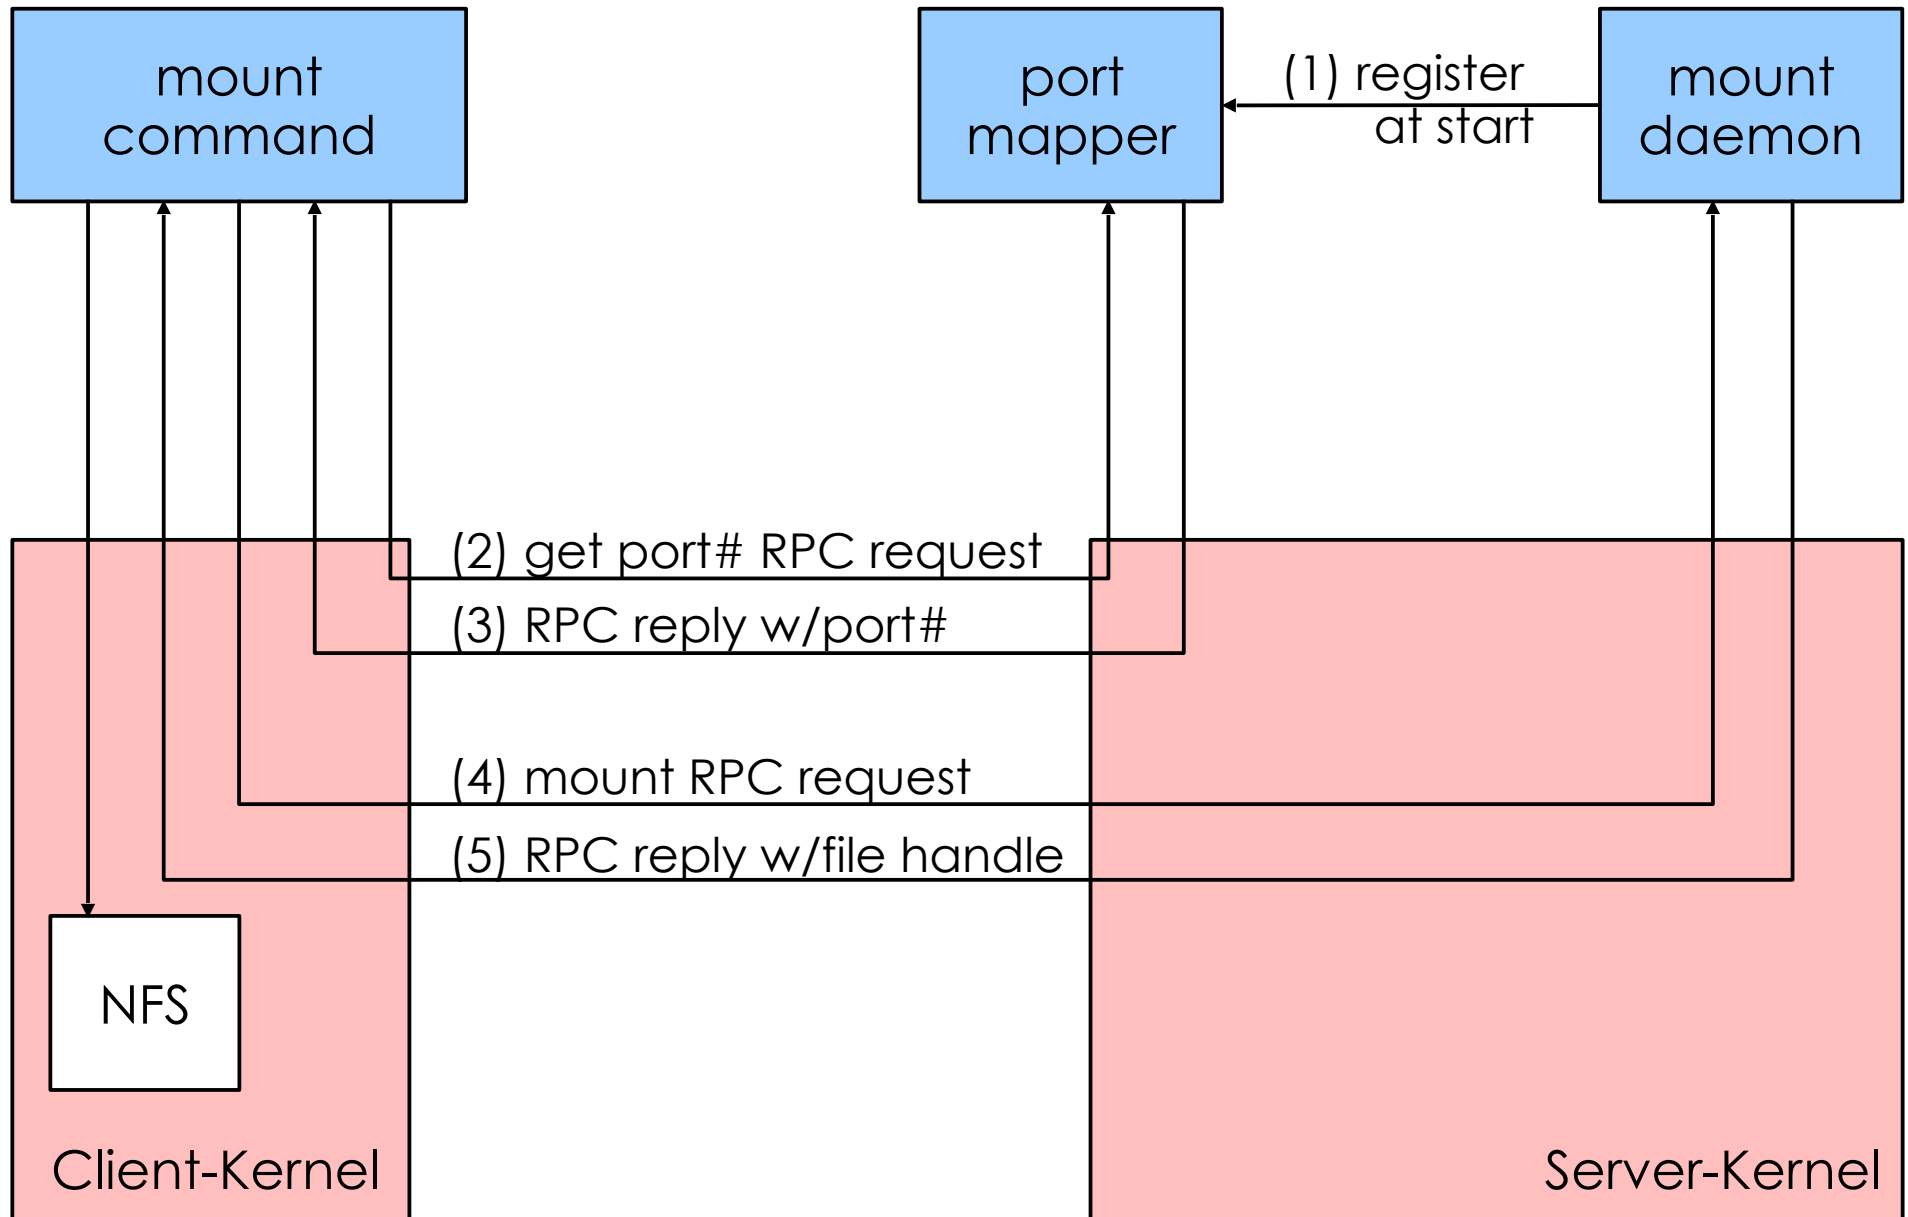 mount
command
port
mapper
(1) register
at start
mount
daemon
(2) get port# RPC request
(3) RPC reply w/port#
(4) mount RPC request
(5) RPC reply w/file handle
NFS
Client-Kernel
Server-Kernel